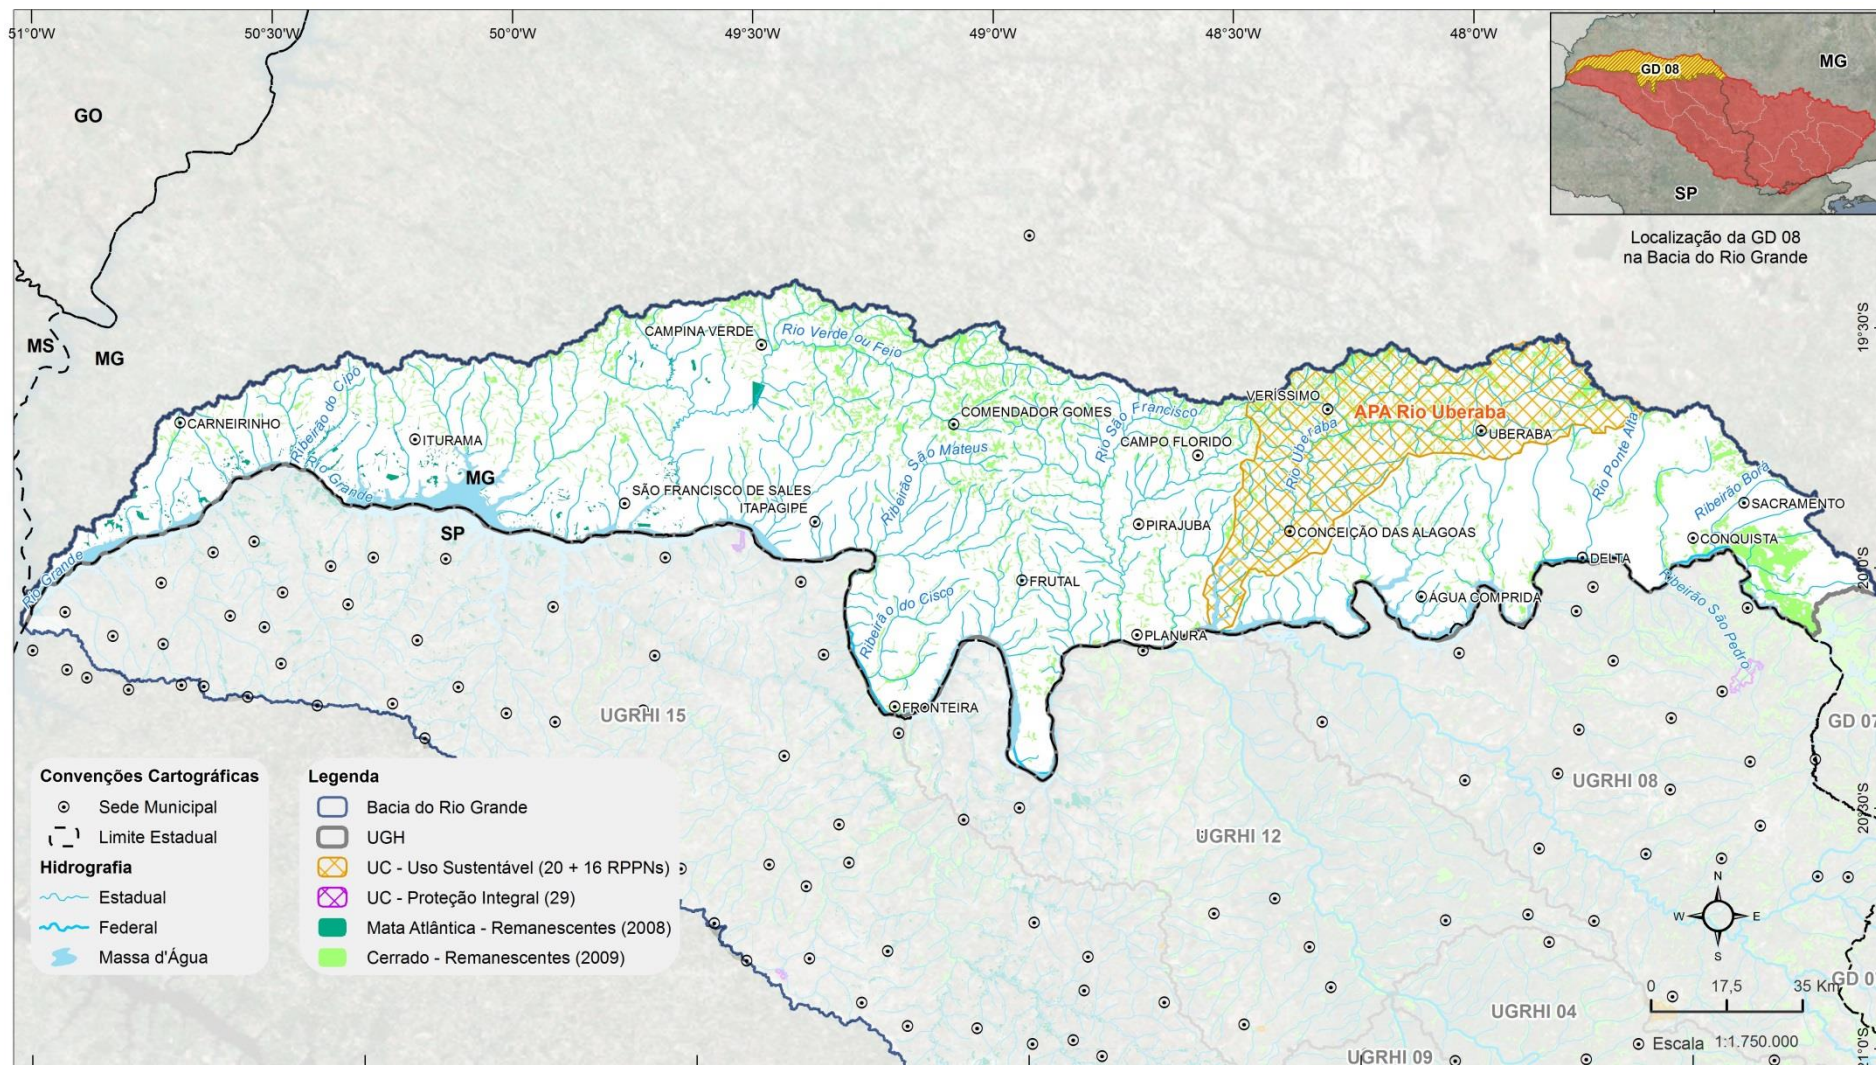 51°0'W
50°30'W
50°0'W
49°30'W
49°0'W
48°30'W
48°0'W
GO
GD 08
MG
SP
Localização da GD 08
na Bacia do Rio Grande
19°30'S
MS
MG
CAMPINA VERDE
Rio Verde ou Feio
VERÍSSIMO
APA Rio Uberaba
CARNEIRINHO
Ribeirão do Cipó
ITURAMA
COMENDADOR GOMES
Rio São Francisco
CAMPO FLORIDO
Rio Uberaba
UBERABA
Rio Ponte Alta
Ribeirão São Mateus
Rio Grande
MG
SÃO FRANCISCO DE SALES
ITAPAGIPE
Ribeirão Borá
SACRAMENTO
SP
PIRAJUBA
CONCEIÇÃO DAS ALAGOAS
CONQUISTA
Rio Grande
FRUTAL
DELTA
20°0'S
Ribeirão do Cisco
ÁGUA COMPRIDA
Ribeirão São Pedro
PLANURA
FRONTEIRA
UGRHI 15
GD 07
UGRHI 08
20°30'S
UGRHI 12
Convenções Cartográficas
Sede Municipal
Limite Estadual
Hidrografia
Estadual
Federal
Massa d'Água
Legenda
Bacia do Rio Grande
UGH
UC - Uso Sustentável (20 + 16 RPPNs)
UC - Proteção Integral (29)
Mata Atlântica - Remanescentes (2008)
Cerrado - Remanescentes (2009)
N
W
E
S
GD 0
0
17,5
35 Km
UGRHI 04
Escala 1:1.750.000
UGRHI 09
21°0'S